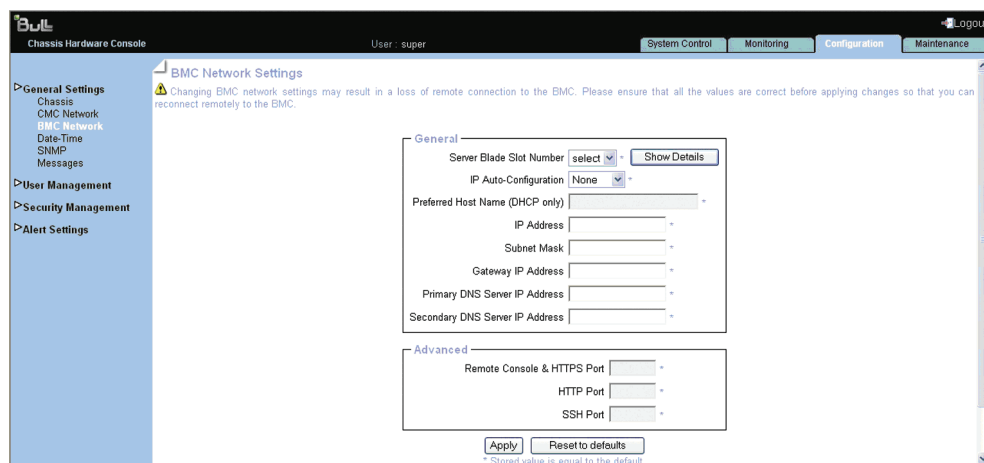 Bull
Logou
Chassis Hardware Console
User : super
System Control
Monitoring
Configuration
Maintenance
General Settings
Chassis
CMC Network
BMC Network
Date-Time
SNMP
Messages
User Management
Security Management
Alert Settings
BMC Network Settings
Changing BMC network settings may result in a loss of remote connection to the BMC. Please ensure that all the values are correct before applying changes so that you can
reconnect remotely to the BMC.
General
Server Blade Slot Number select * Show Details
IP Auto-Configuration None *
Preferred Host Name (DHCP only) *
IP Address *
Subnet Mask *
Gateway IP Address *
Primary DNS Server IP Address *
Secondary DNS Server IP Address *
Advanced
Remote Console & HTTPS Port *
HTTP Port *
SSH Port *
Apply Reset to defaults
* Stored value is equal to the default